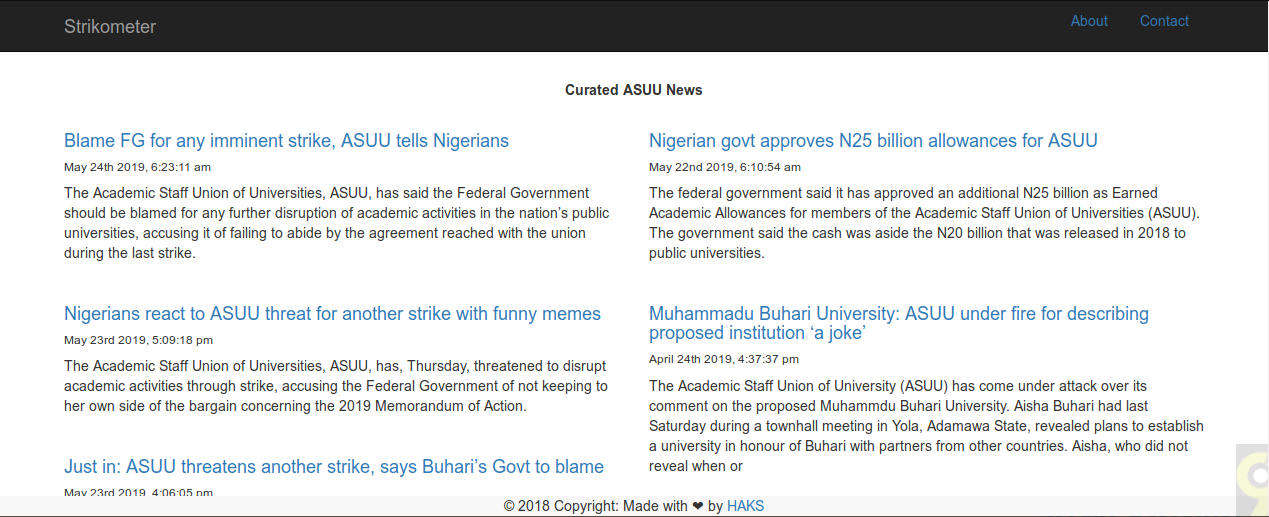 Strikometer
About
Contact
Curated ASUU News
Blame FG for any imminent strike, ASUU tells Nigerians
May 24th 2019, 6:23:11 am
The Academic Staff Union of Universities, ASUU, has said the Federal Government
should be blamed for any further disruption of academic activities in the nation’s public
universities, accusing it of failing to abide by the agreement reached with the union
during the last strike.
Nigerians react to ASUU threat for another strike with funny memes
May 23rd 2019, 5:09:18 pm
The Academic Staff Union of Universities, ASUU, has, Thursday, threatened to disrupt
academic activities through strike, accusing the Federal Government of not keeping to
her own side of the bargain concerning the 2019 Memorandum of Action.
Just in: ASUU threatens another strike, says Buhari’s Govt to blame
May 23rd 2019, 4:06:05 pm
Nigerian govt approves N25 billion allowances for ASUU
May 22nd 2019, 6:10:54 am
The federal government said it has approved an additional N25 billion as Earned
Academic Allowances for members of the Academic Staff Union of Universities (ASUU).
The government said the cash was aside the N20 billion that was released in 2018 to
public universities.
Muhammadu Buhari University: ASUU under fire for describing
proposed institution ‘a joke’
April 24th 2019, 4:37:37 pm
The Academic Staff Union of University (ASUU) has come under attack over its
comment on the proposed Muhammdu Buhari University. Aisha Buhari had last
Saturday during a townhall meeting in Yola, Adamawa State, revealed plans to establish
a university in honour of Buhari with partners from other countries. Aisha, who did not
reveal when or
© 2018 Copyright: Made with ❤ by HAKS